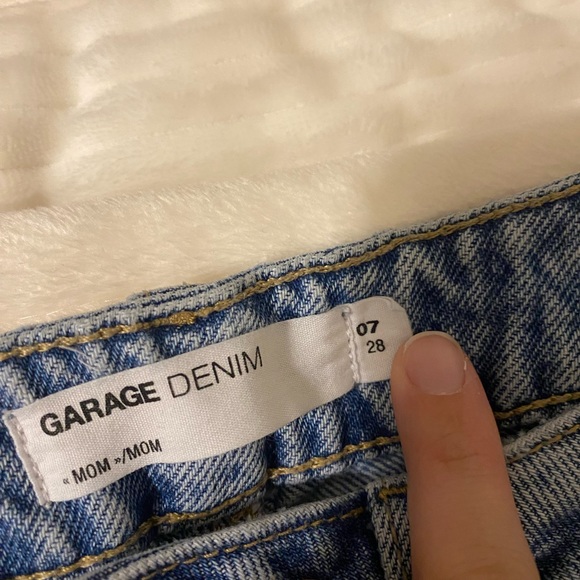 GARAGE DENIM
« MOM »/MOM
07
28